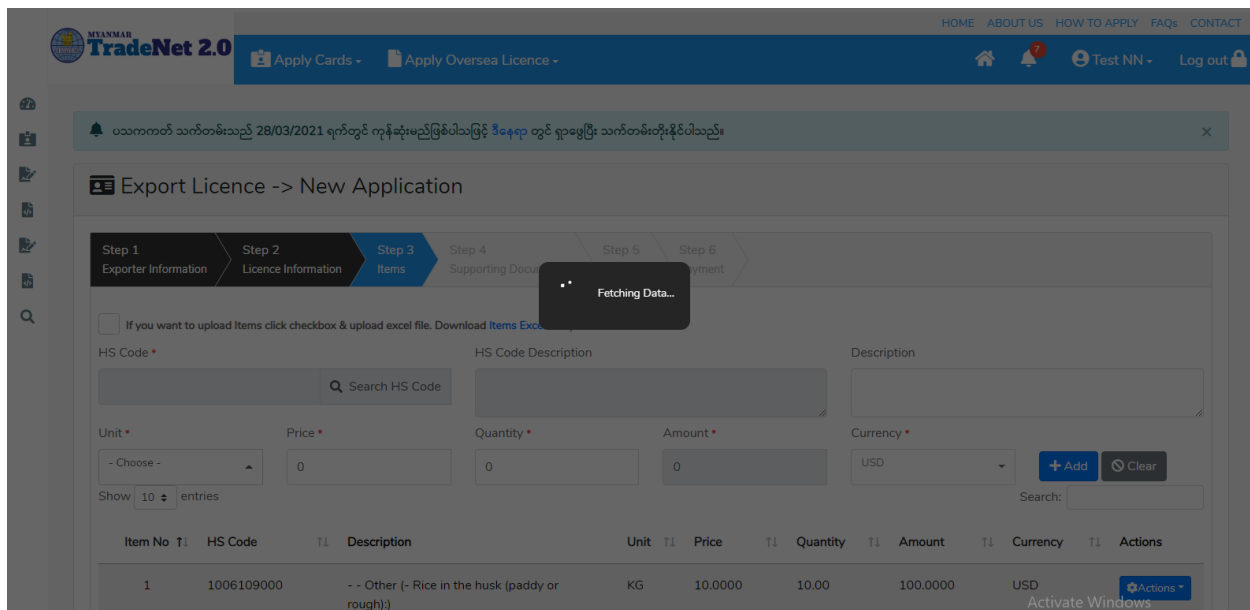 HOME ABOUT US HOW TO APPLY FAQs CONTACT
MYANMAR
TradeNet 2.0
Apply Cards
Apply Oversea Licence
7
Test NN
Log out
ပသကကတ် သက်တမ်းသည် 28/03/2021 ရက်တွင် ကုန်ဆုံးမည်ဖြစ်ပါသဖြင့် ဒီနေရာ တွင် ရှာဖွေပြီး သက်တမ်းတိုးနိုင်ပါသည်။
Export Licence -> New Application
Step 1 Step 2 Step 3 Step 4 Step 5 Step 6
Exporter Information Licence Information Items Supporting
Fetching Data...
If you want to upload Items click checkbox & upload excel file. Download Items
HS Code * HS Code Description Description
Search HS Code
Unit * Price * Quantity * Amount * Currency *
- Choose - 0 0 0 USD + Add Clear
Show 10 entries Search:
Item No HS Code Description Unit Price Quantity Amount Currency Actions
1 1006109000 - - Other (- Rice in the husk (paddy or KG 10.0000 10.00 100.0000 USD Actions
rough):)
Activate Windows